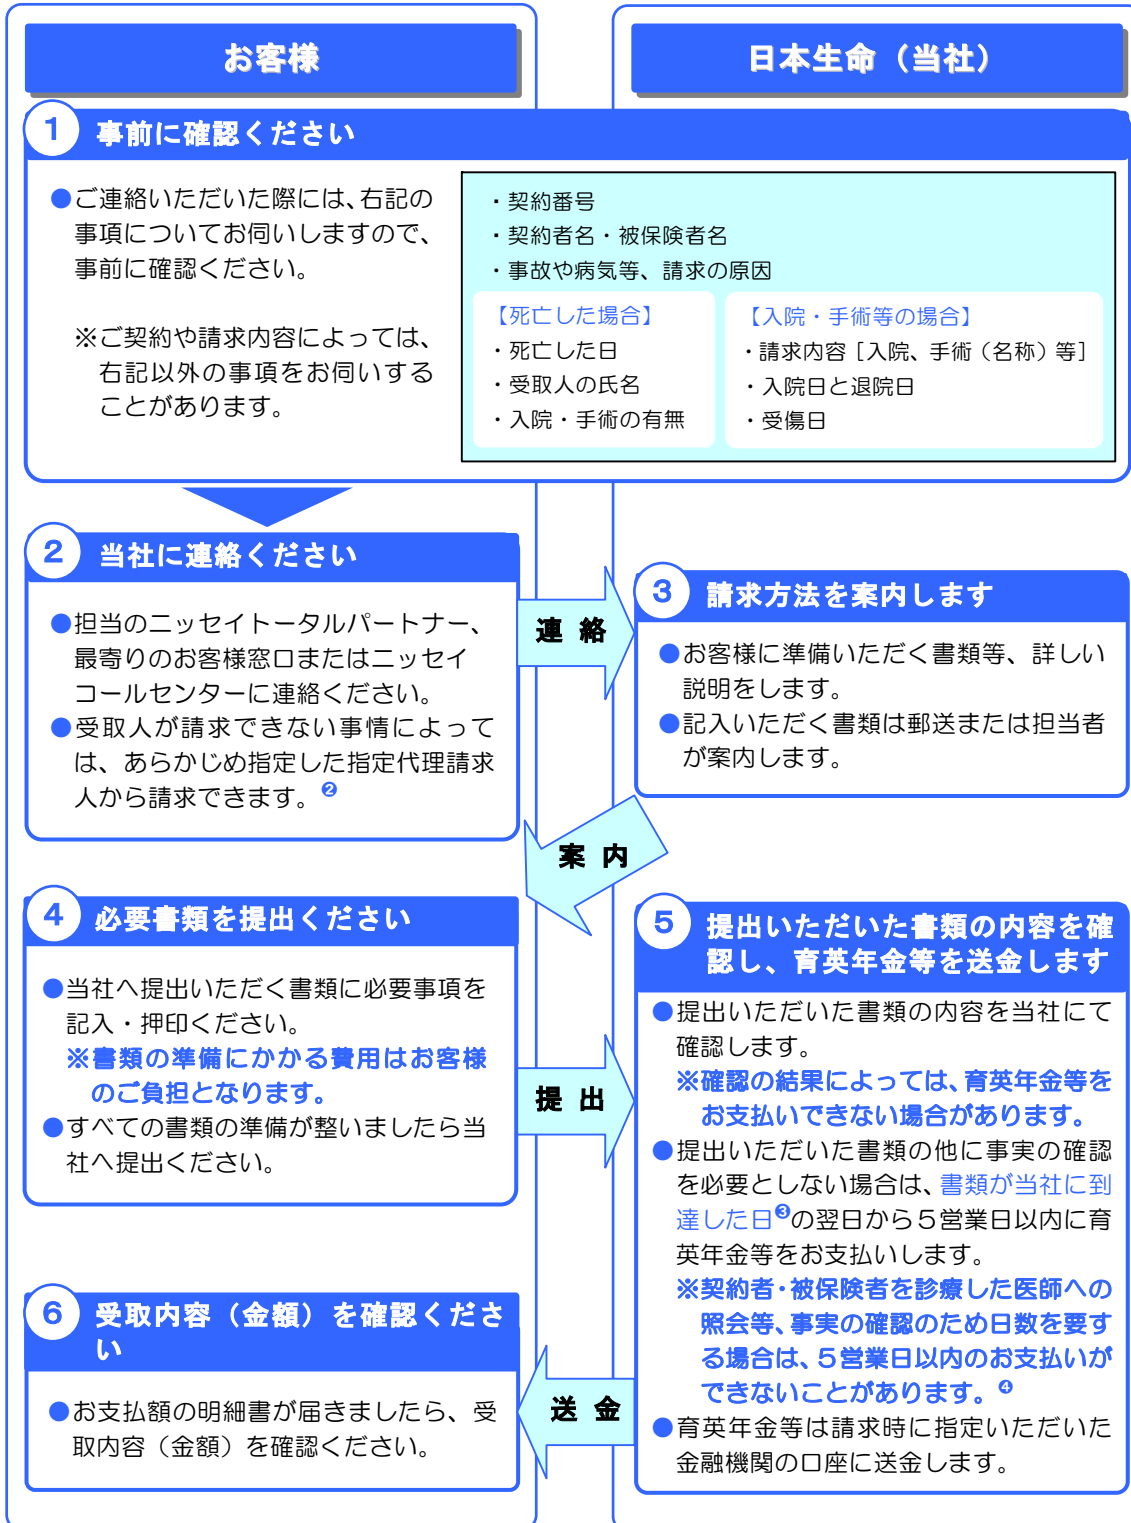 お客様
日本生命（当社）
1 事前に確認ください
●ご連絡いただいた際には、右記の
事項についてお伺いしますので、
事前に確認ください。
※ご契約や請求内容によっては、
右記以外の事項をお伺いする
ことがあります。
・契約番号
・契約者名・被保険者名
・事故や病気等、請求の原因
【死亡した場合】
・死亡した日
・受取人の氏名
・入院・手術の有無
【入院・手術等の場合】
・請求内容［入院、手術（名称）等］
・入院日と退院日
・受傷日
2 当社に連絡ください
●担当のニッセイトータルパートナー、
最寄りのお客様窓口またはニッセイ
コールセンターに連絡ください。
●受取人が請求できない事情によって
は、あらかじめ指定した指定代理請求
人から請求できます。❷
連 絡
3 請求方法を案内します
●お客様に準備いただく書類等、詳しい
説明をします。
●記入いただく書類は郵送または担当者
が案内します。
案 内
4 必要書類を提出ください
●当社へ提出いただく書類に必要事項を
記入・押印ください。
※書類の準備にかかる費用はお客様
のご負担となります。
●すべての書類の準備が整いましたら当
社へ提出ください。
提 出
5 提出いただいた書類の内容を確
認し、育英年金等を送金します
●提出いただいた書類の内容を当社にて
確認します。
※確認の結果によっては、育英年金等を
お支払いできない場合があります。
●提出いただいた書類の他に事実の確認
を必要としない場合は、書類が当社に到
達した日❸の翌日から５営業日以内に育
英年金等をお支払いします。
※契約者・被保険者を診療した医師への
照会等、事実の確認のため日数を要す
る場合は、５営業日以内のお支払いが
できないことがあります。❹
●育英年金等は請求時に指定いただいた
金融機関の口座に送金します。
送 金
6 受取内容（金額）を確認くださ
い
●お支払額の明細書が届きましたら、受
取内容（金額）を確認ください。